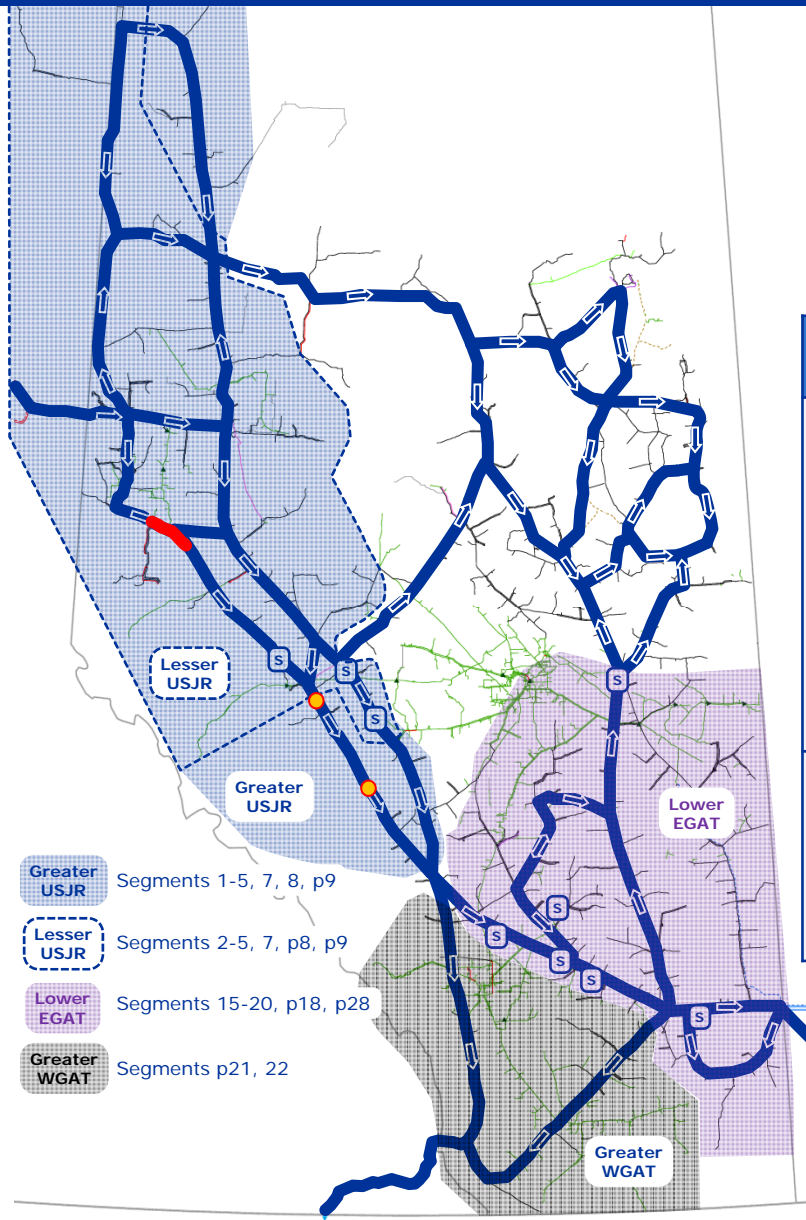 Lesser
USJR
S
S
S
S
Greater
USJR
Lower
EGAT
Greater
USJR
Segments 1-5, 7, 8, p9
S
S
Lesser
USJR
Segments 2-5, 7, p8, p9
S
S
Lower
EGAT
Segments 15-20, p18, p28
S
Greater
WGAT
Segments p21, 22
Greater
WGAT